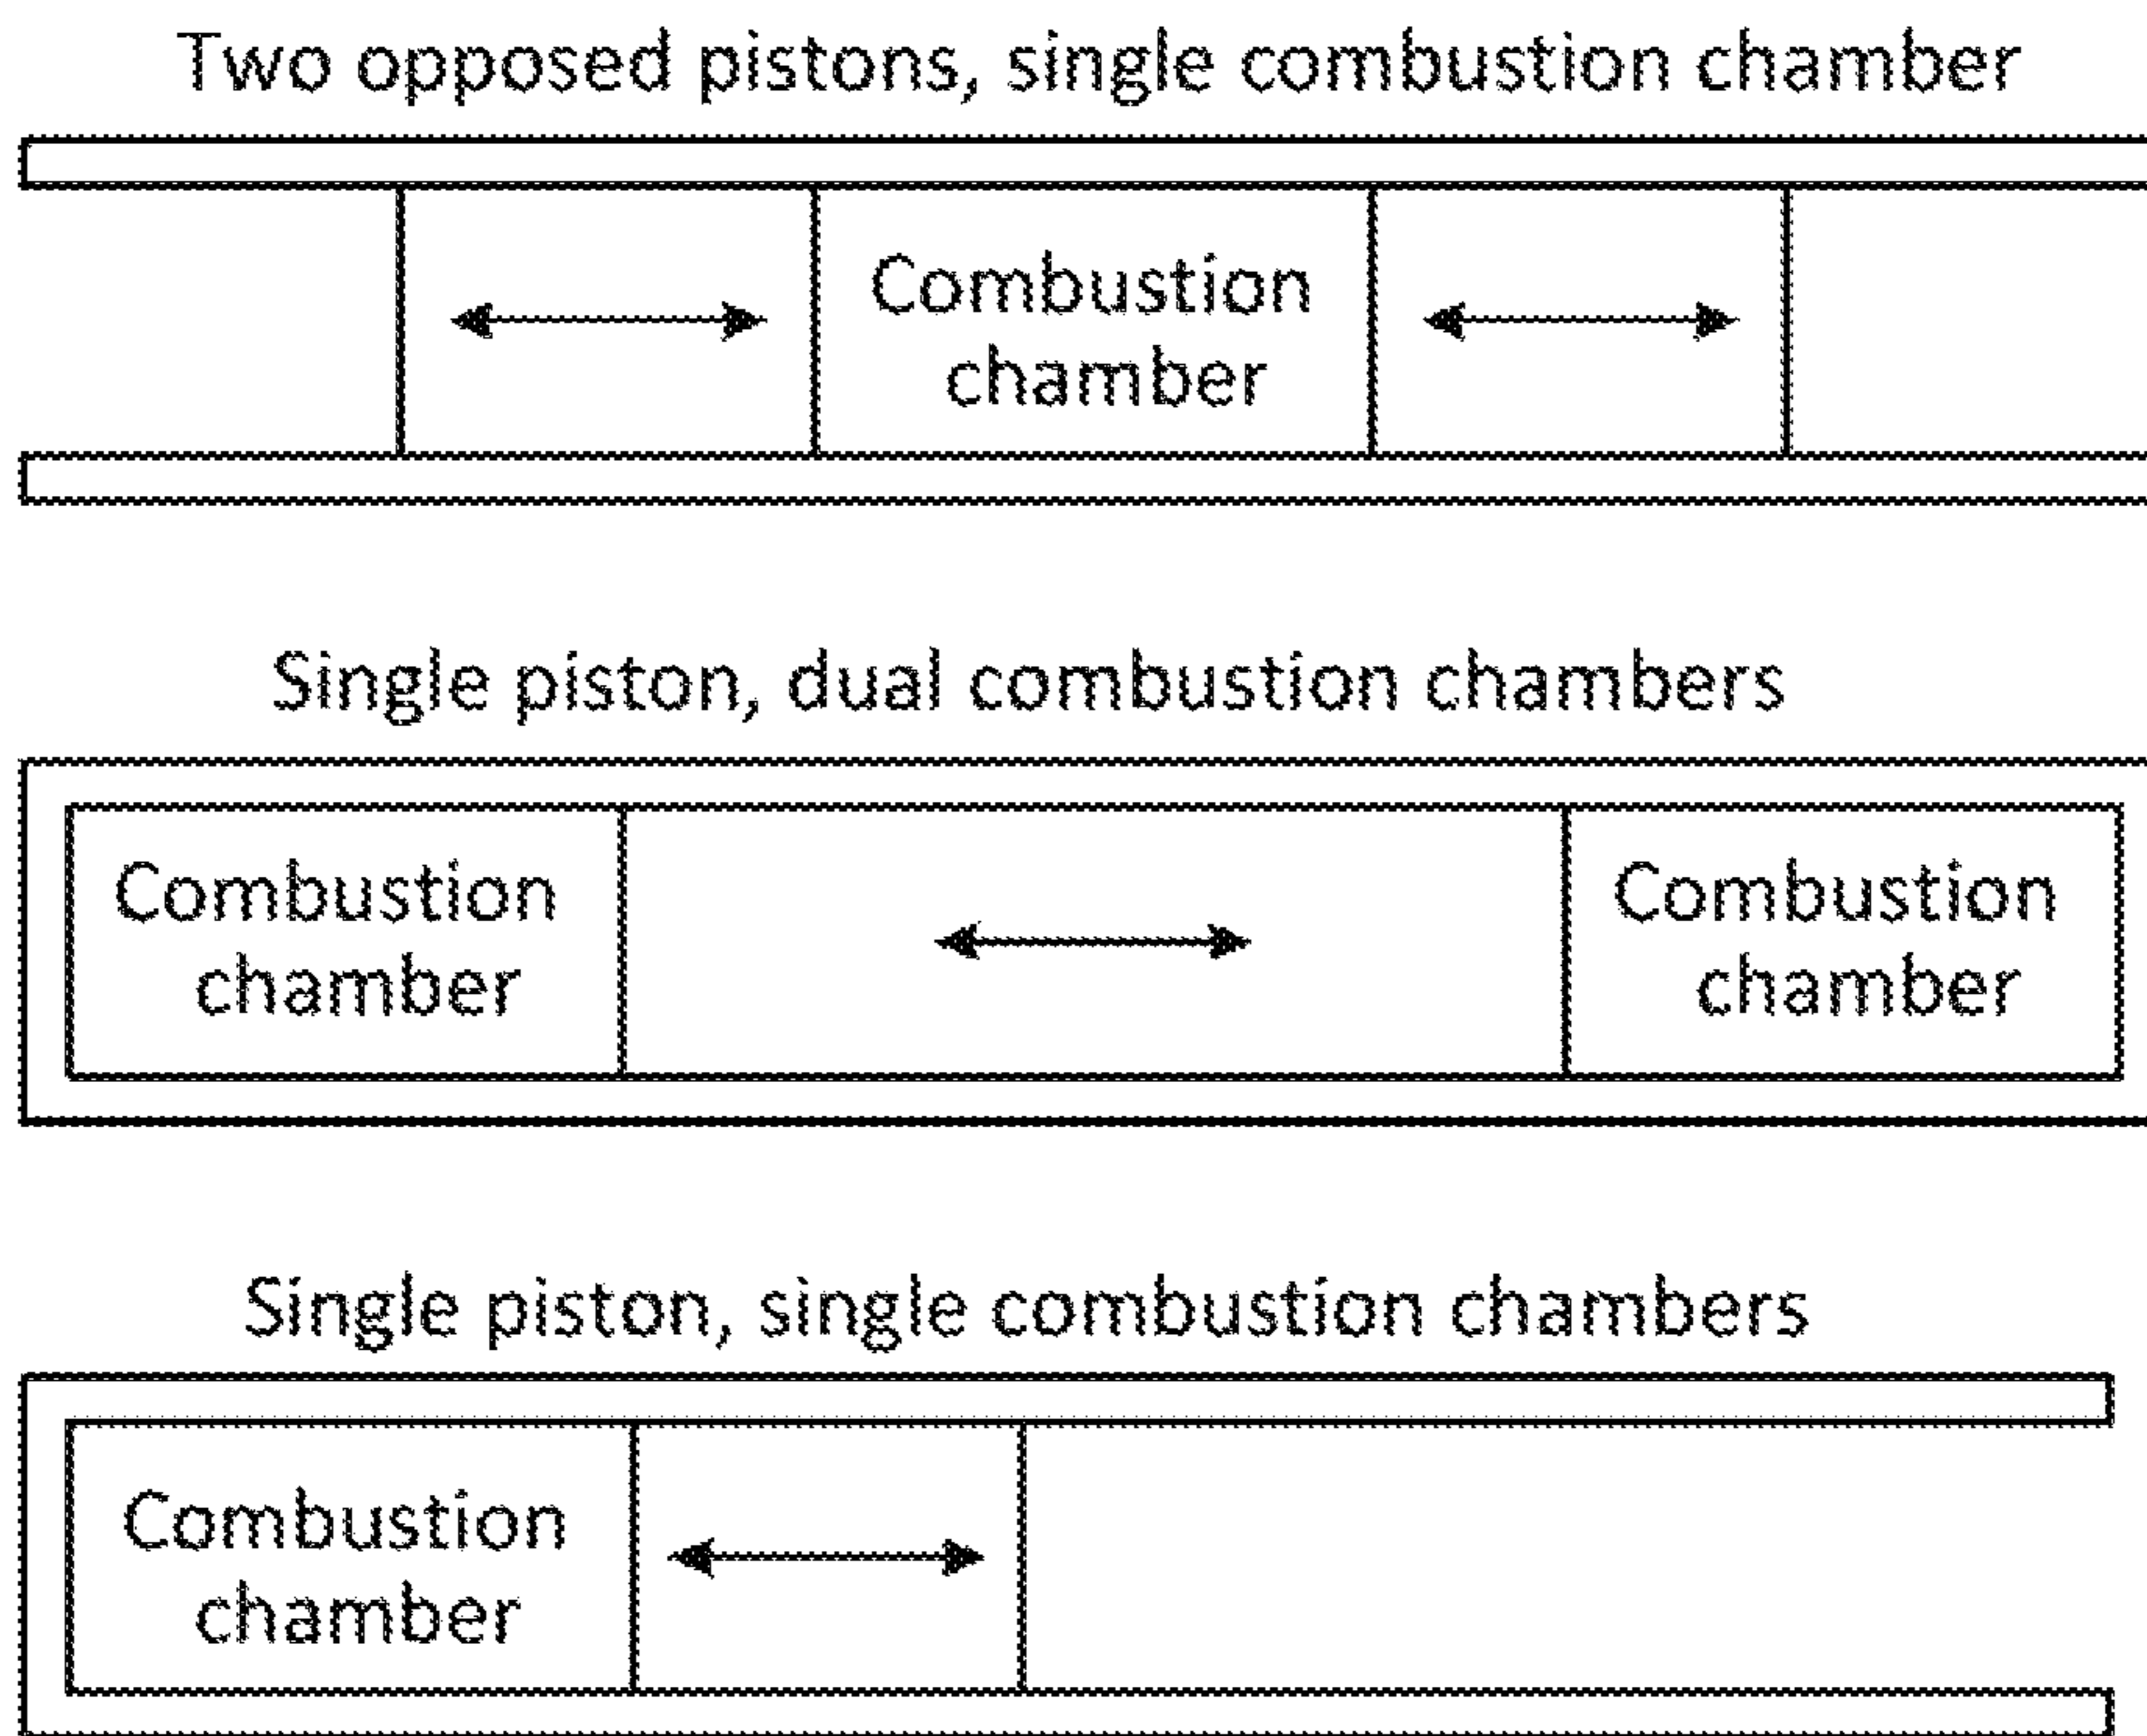 Two opposed pistons, single combustion chamber
Combustion
chamber
Single piston, dual combustion chambers
Combustion
chamber
Combustion
chamber
Single piston, single combustion chambers
Combustion
chamber